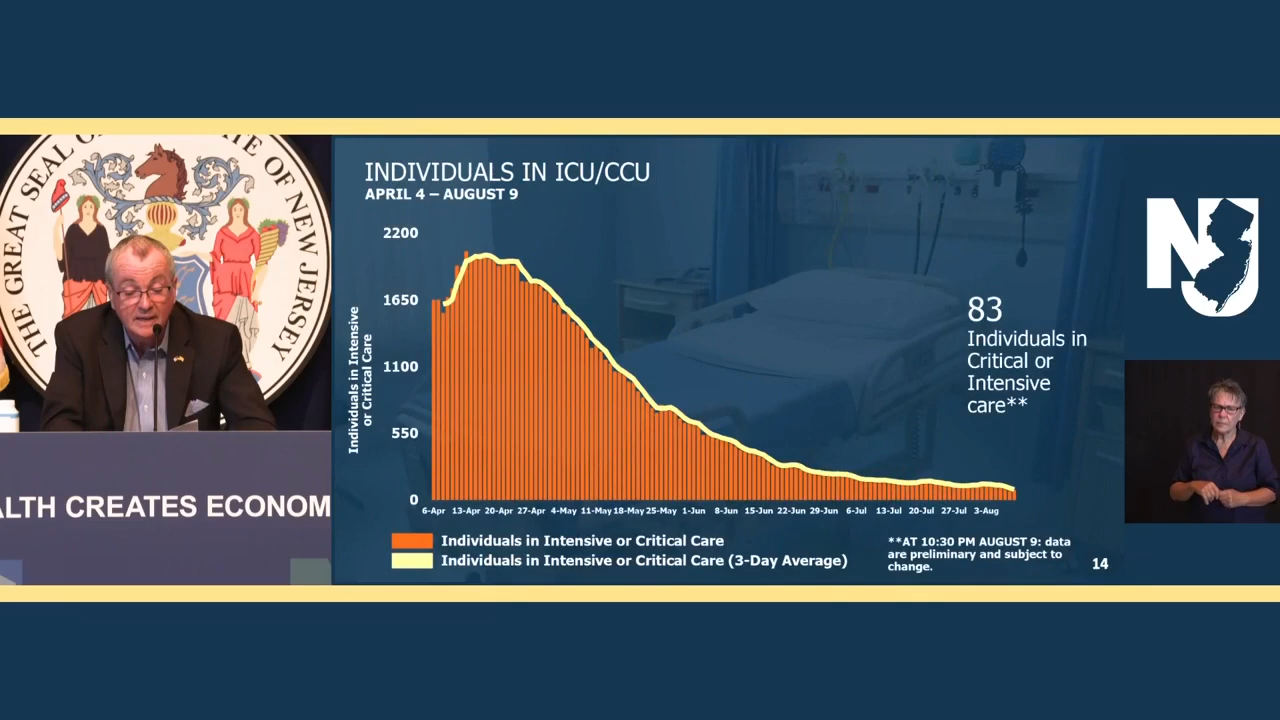 THE GREAT SEAL OF THE STATE OF NEW JERSEY
ALTH CREATES ECONOM
INDIVIDUALS IN ICU/CCU
APRIL 4 – AUGUST 9
Individuals in Intensive
or Critical Care
2200
1650
1100
550
0
6-Apr 13-Apr 20-Apr 27-Apr 4-May 11-May 18-May 25-May 1-Jun 8-Jun 15-Jun 22-Jun 29-Jun 6-Jul 13-Jul 20-Jul 27-Jul 3-Aug
83
Individuals in
Critical or
Intensive
care**
Individuals in Intensive or Critical Care
Individuals in Intensive or Critical Care (3-Day Average)
**AT 10:30 PM AUGUST 9: data
are preliminary and subject to
change.
14
NJ